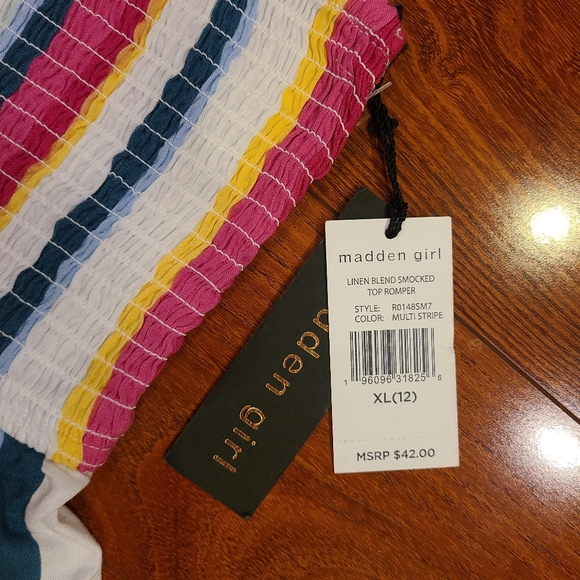 madden girl
LINEN BLEND SMOCKED
TOP ROMPER
STYLE: R0148SM7
COLOR: MULTI STRIPE
1 96096 31825 6
XL(12)
MSRP $42.00
dden girl